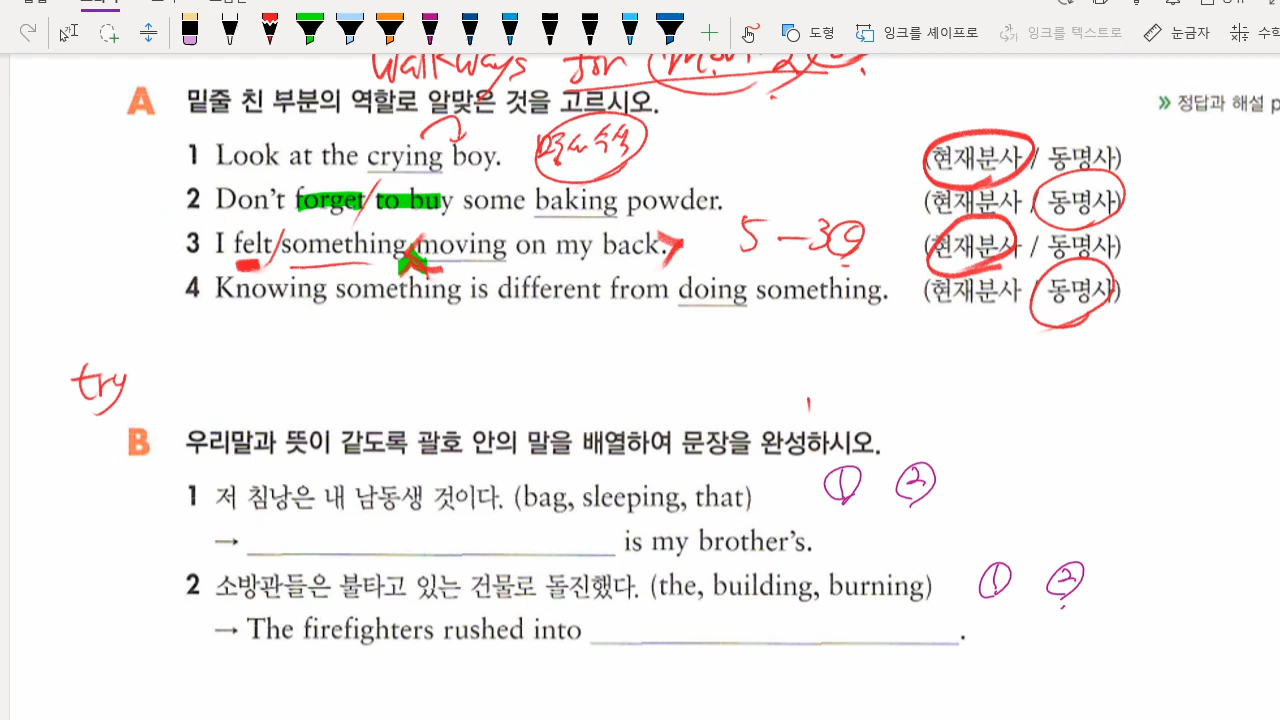 도형 잉크를 셰이프로 잉크를 텍스트로 눈금자
walkways for
A 밑줄 친 부분의 역할로 알맞은 것을 고르시오. » 정답과 해설 p
1 Look at the crying boy. (현재분사 / 동명사)
2 Don't forget / to buy some baking powder. (현재분사 / 동명사)
3 I felt / something moving on my back. 5 – 3 (현재분사 / 동명사)
4 Knowing something is different from doing something. (현재분사 / 동명사)
try
B 우리말과 뜻이 같도록 괄호 안의 말을 배열하여 문장을 완성하시오.
1 저 침낭은 내 남동생 것이다. (bag, sleeping, that) ① ②
→ is my brother's.
2 소방관들은 불타고 있는 건물로 돌진했다. (the, building, burning) ① ②
→ The firefighters rushed into .